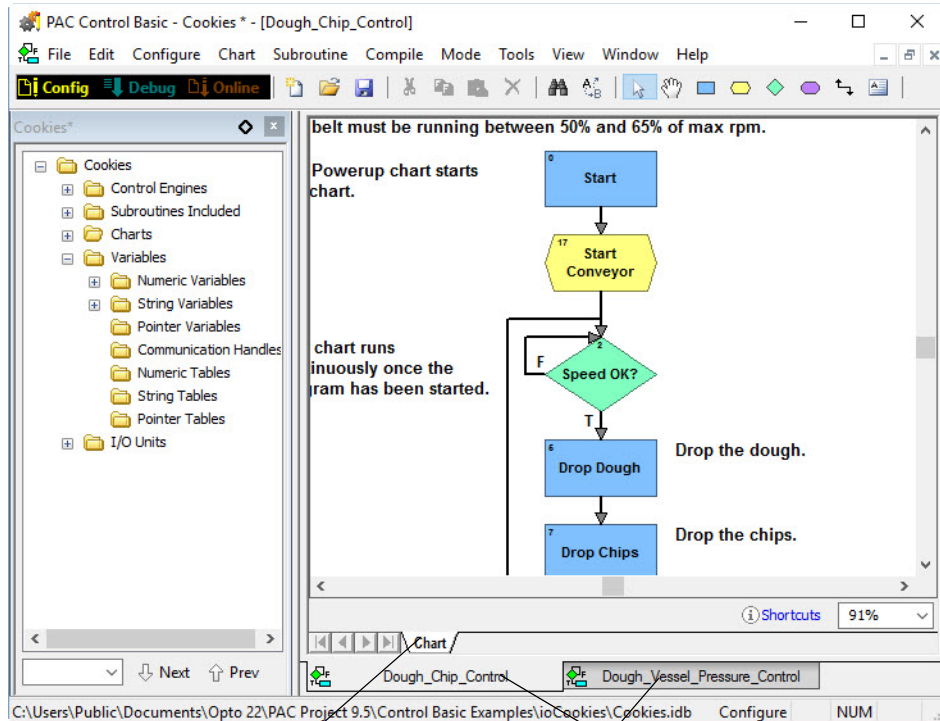 PAC Control Basic - Cookies * - [Dough_Chip_Control]
File Edit Configure Chart Subroutine Compile Mode Tools View Window Help
Config Debug Online
Cookies*
Cookies
Control Engines
Subroutines Included
Charts
Variables
Numeric Variables
String Variables
Pointer Variables
Communication Handles
Numeric Tables
String Tables
Pointer Tables
I/O Units
Next Prev
belt must be running between 50% and 65% of max rpm.
Powerup chart starts
chart.
0
Start
17
Start
Conveyor
chart runs
inuously once the
gram has been started.
2
Speed OK?
F
T
6
Drop Dough
Drop the dough.
7
Drop Chips
Drop the chips.
Shortcuts 91%
Chart
Dough_Chip_Control Dough_Vessel_Pressure_Control
C:\Users\Public\Documents\Opto 22\PAC Project 9.5\Control Basic Examples\ioCookies\Cookies.idb Configure NUM